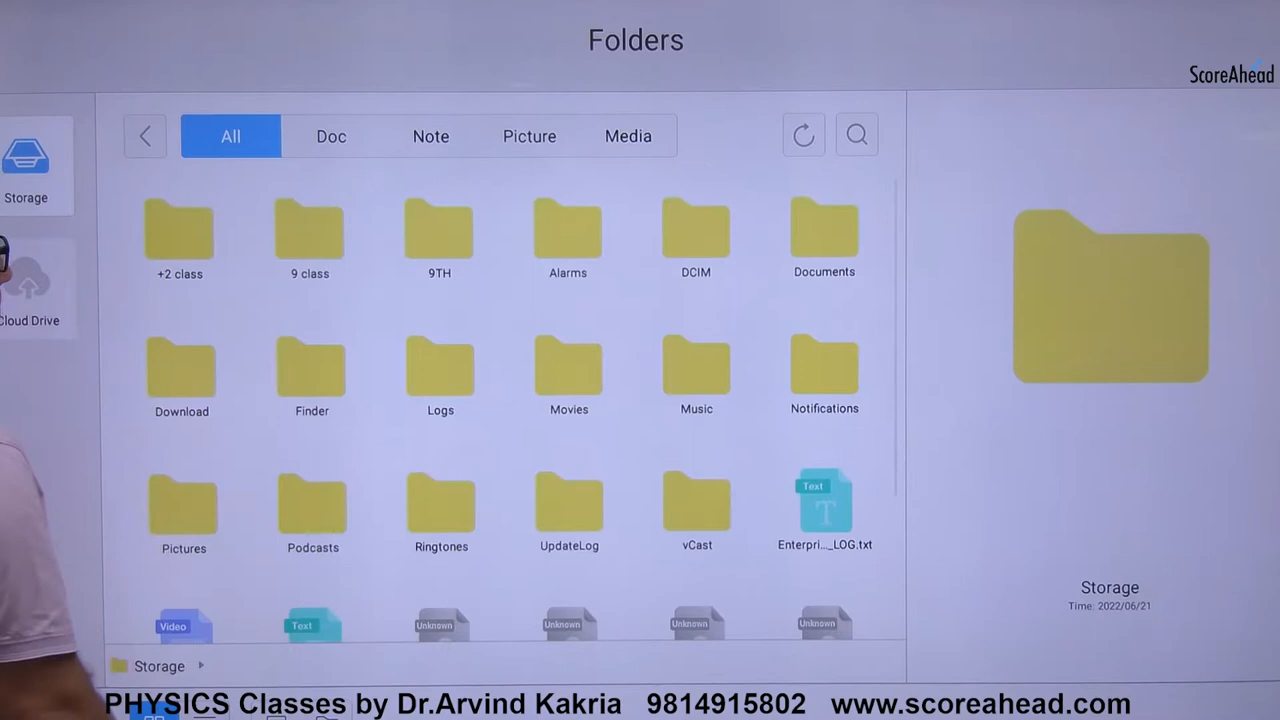 Folders
ScoreAhead
All Doc Note Picture Media
Storage
Cloud Drive
+2 class 9 class 9TH Alarms DCIM Documents
Download Finder Logs Movies Music Notifications
Text
T
Pictures Podcasts Ringtones UpdateLog vCast Enterpri..._LOG.txt
Video Text Unknown Unknown Unknown Unknown
Storage
Time: 2022/06/21
Storage
PHYSICS Classes by Dr.Arvind Kakria 9814915802 www.scoreahead.com